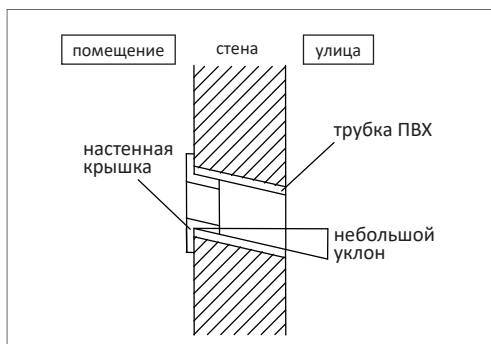 помещение
стена
улица
трубка ПВХ
настенная
крышка
небольшой
уклон